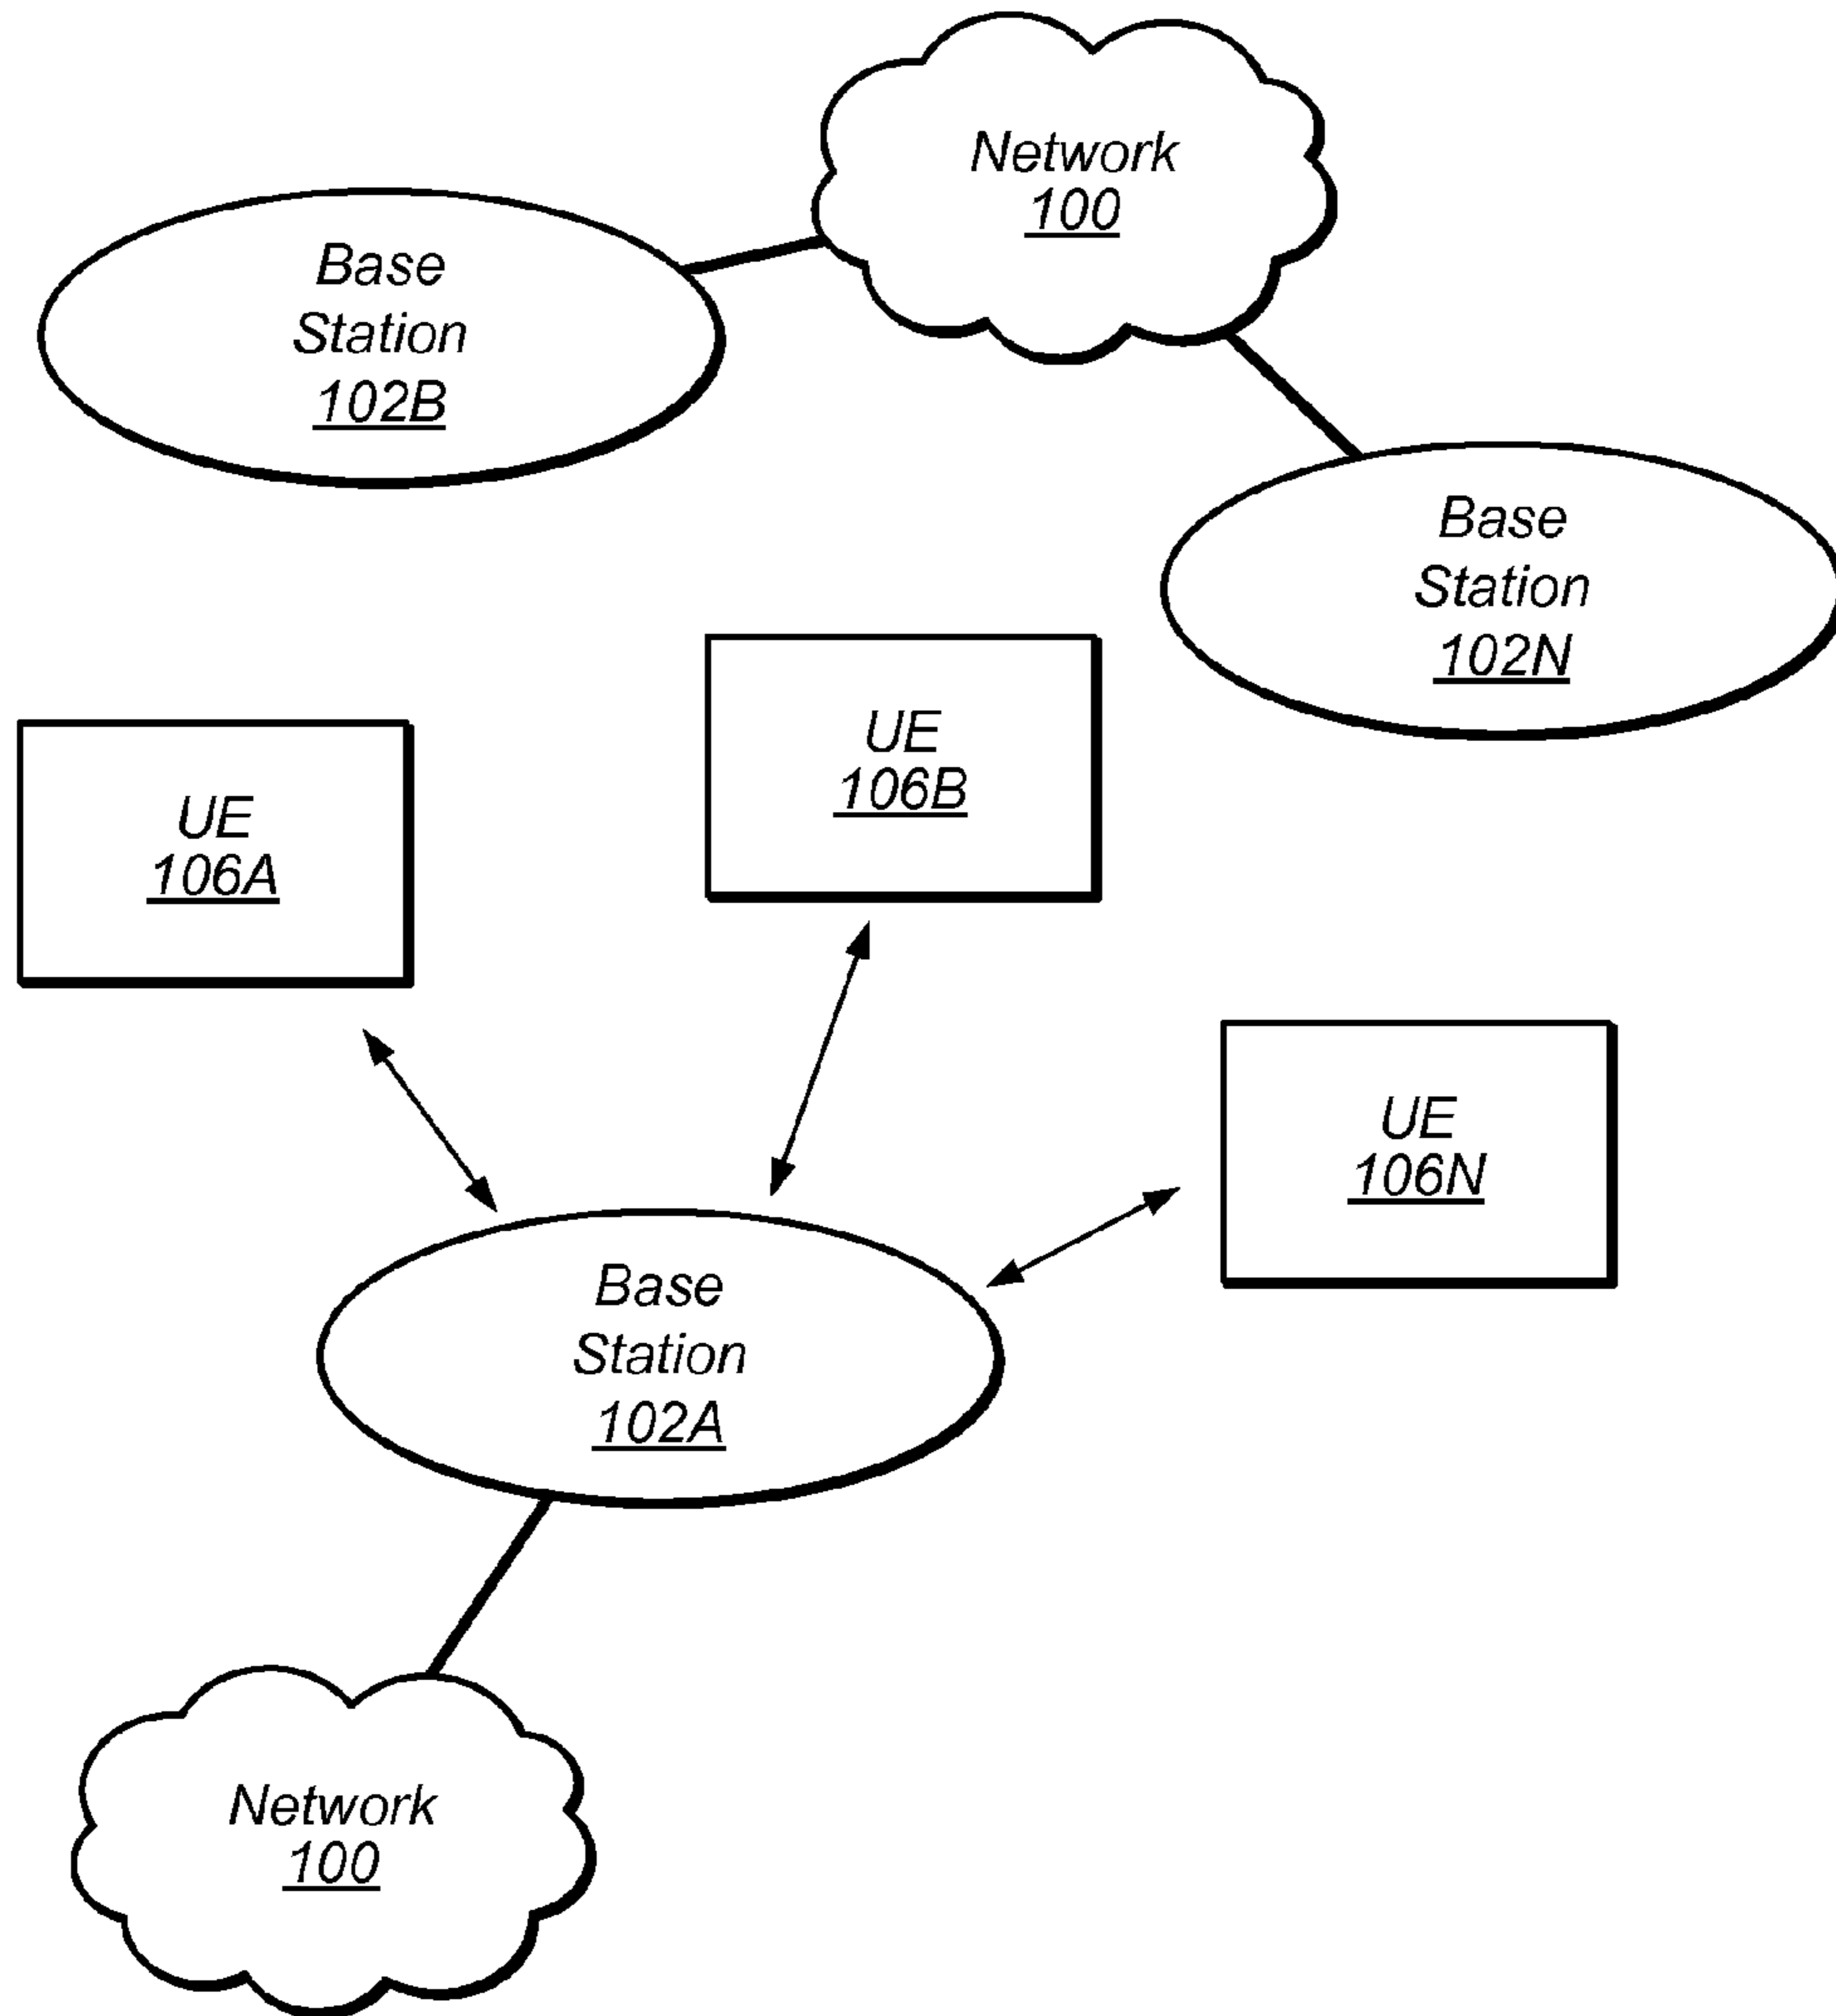 Network
100
Base
Station
102B
Base
Station
102N
UE
106B
UE
106A
UE
106N
Base
Station
102A
Network
100